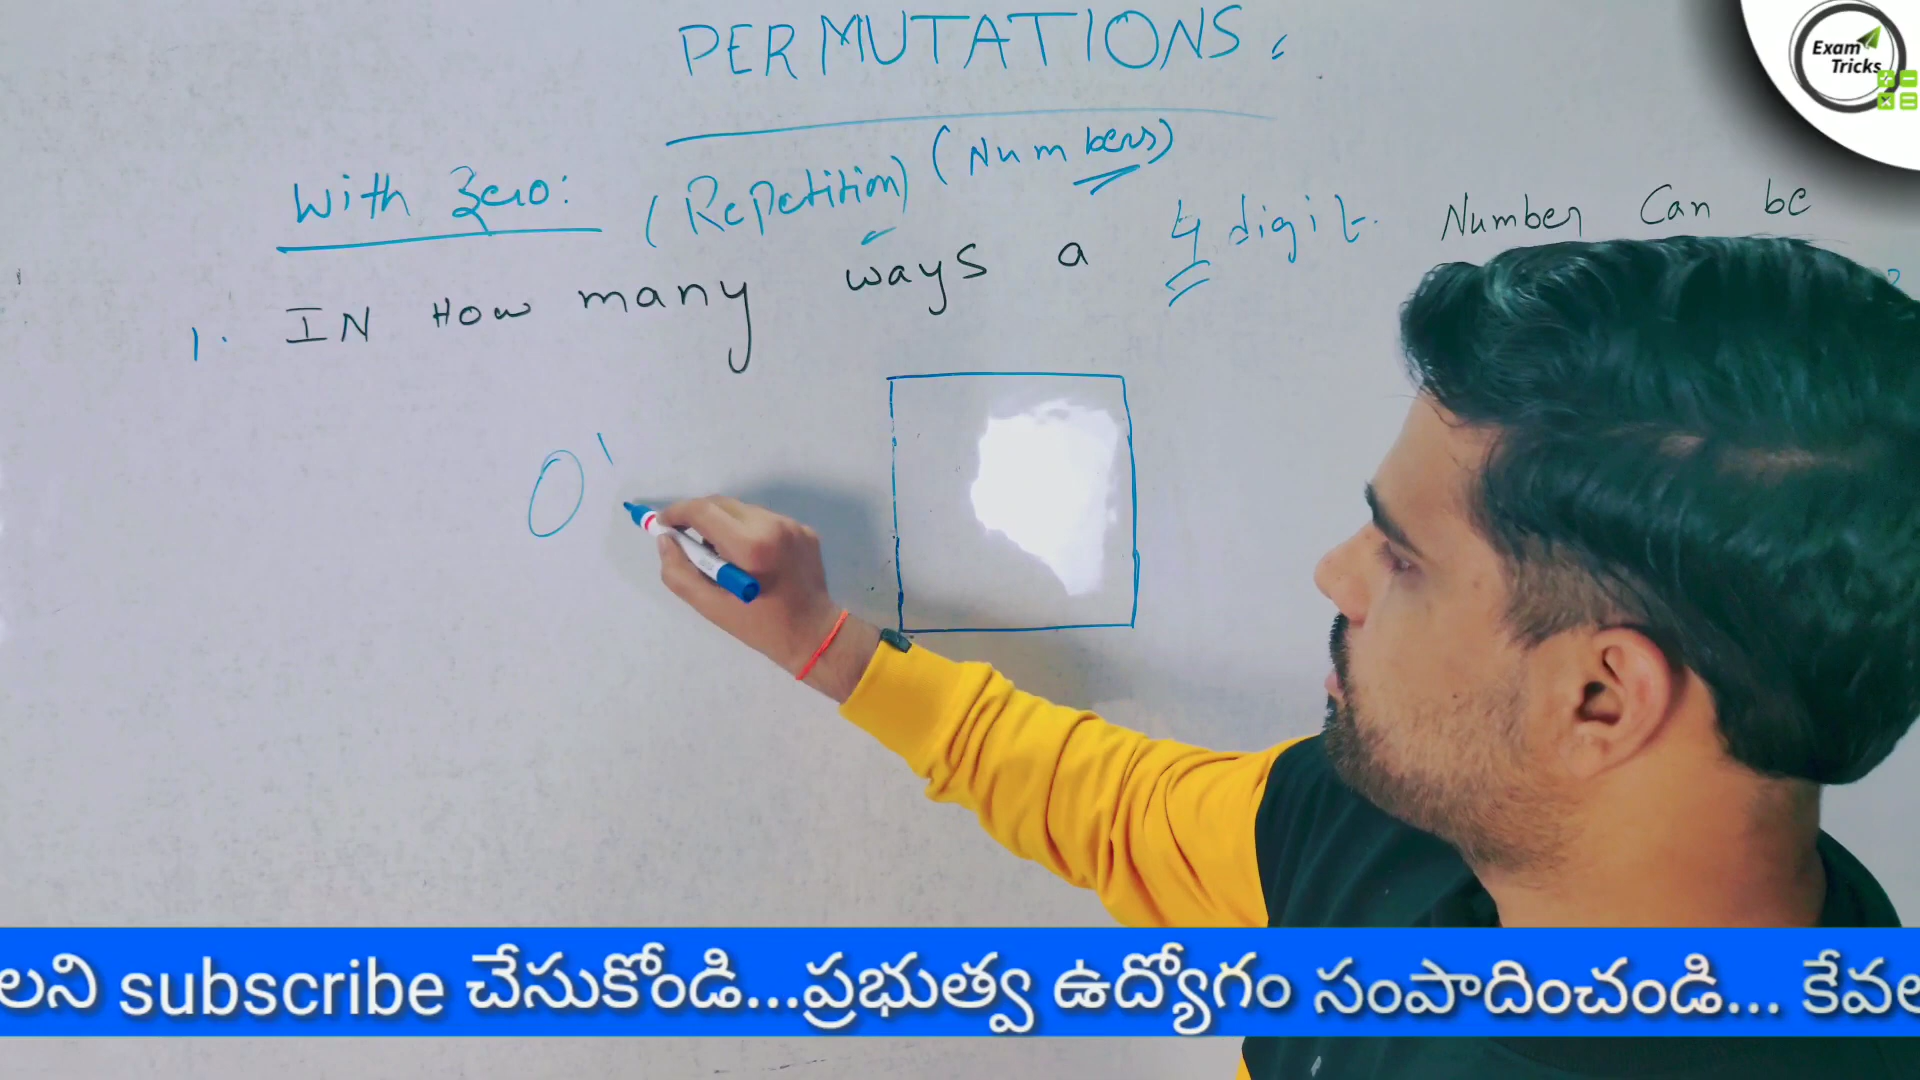 PERMUTATIONS.
Exam
Tricks
With Zero: (Repetition) (Numbers)
1. IN How many ways a 4 digit. Number Can be
?
0
లని subscribe చేసుకోండి...ప్రభుత్వ ఉద్యోగం సంపాదించండి...